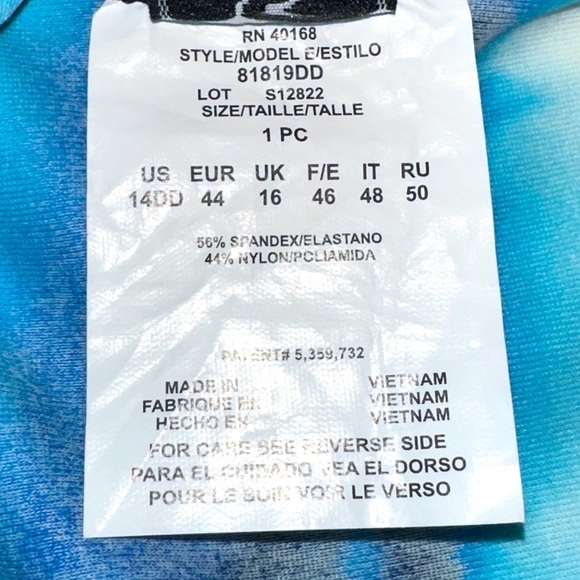 RN 40168
STYLE/MODEL E/ESTILO
81819DD
LOT S12822
SIZE/TAILLE/TALLE
1 PC
US EUR UK F/E IT RU
14DD 44 16 46 48 50
56% SPANDEX/ELASTANO
44% NYLON/POLIAMIDA
PATENT# 5,359,732
MADE IN VIETNAM
FABRIQUE EN VIETNAM
HECHO EN VIETNAM
FOR CARE SEE REVERSE SIDE
PARA EL CUIDADO VEA EL DORSO
POUR LE SOIN VOIR LE VERSO